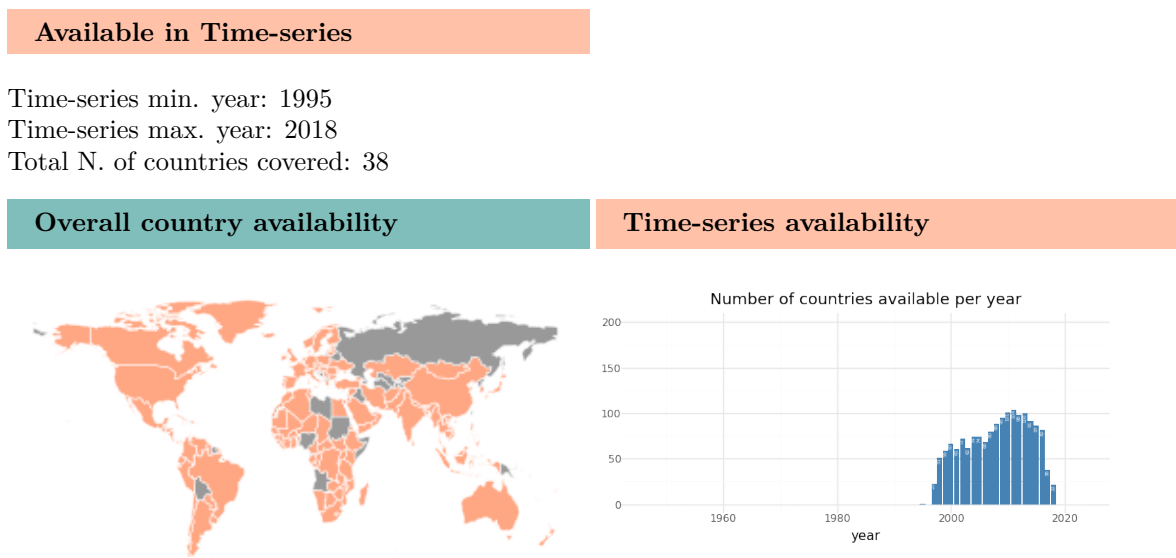 Available in Time-series
Time-series min. year: 1995
Time-series max. year: 2018
Total N. of countries covered: 38
Overall country availability
Time-series availability
Number of countries available per year
200
150
100
50
0
1960
1980
2000
2020
year